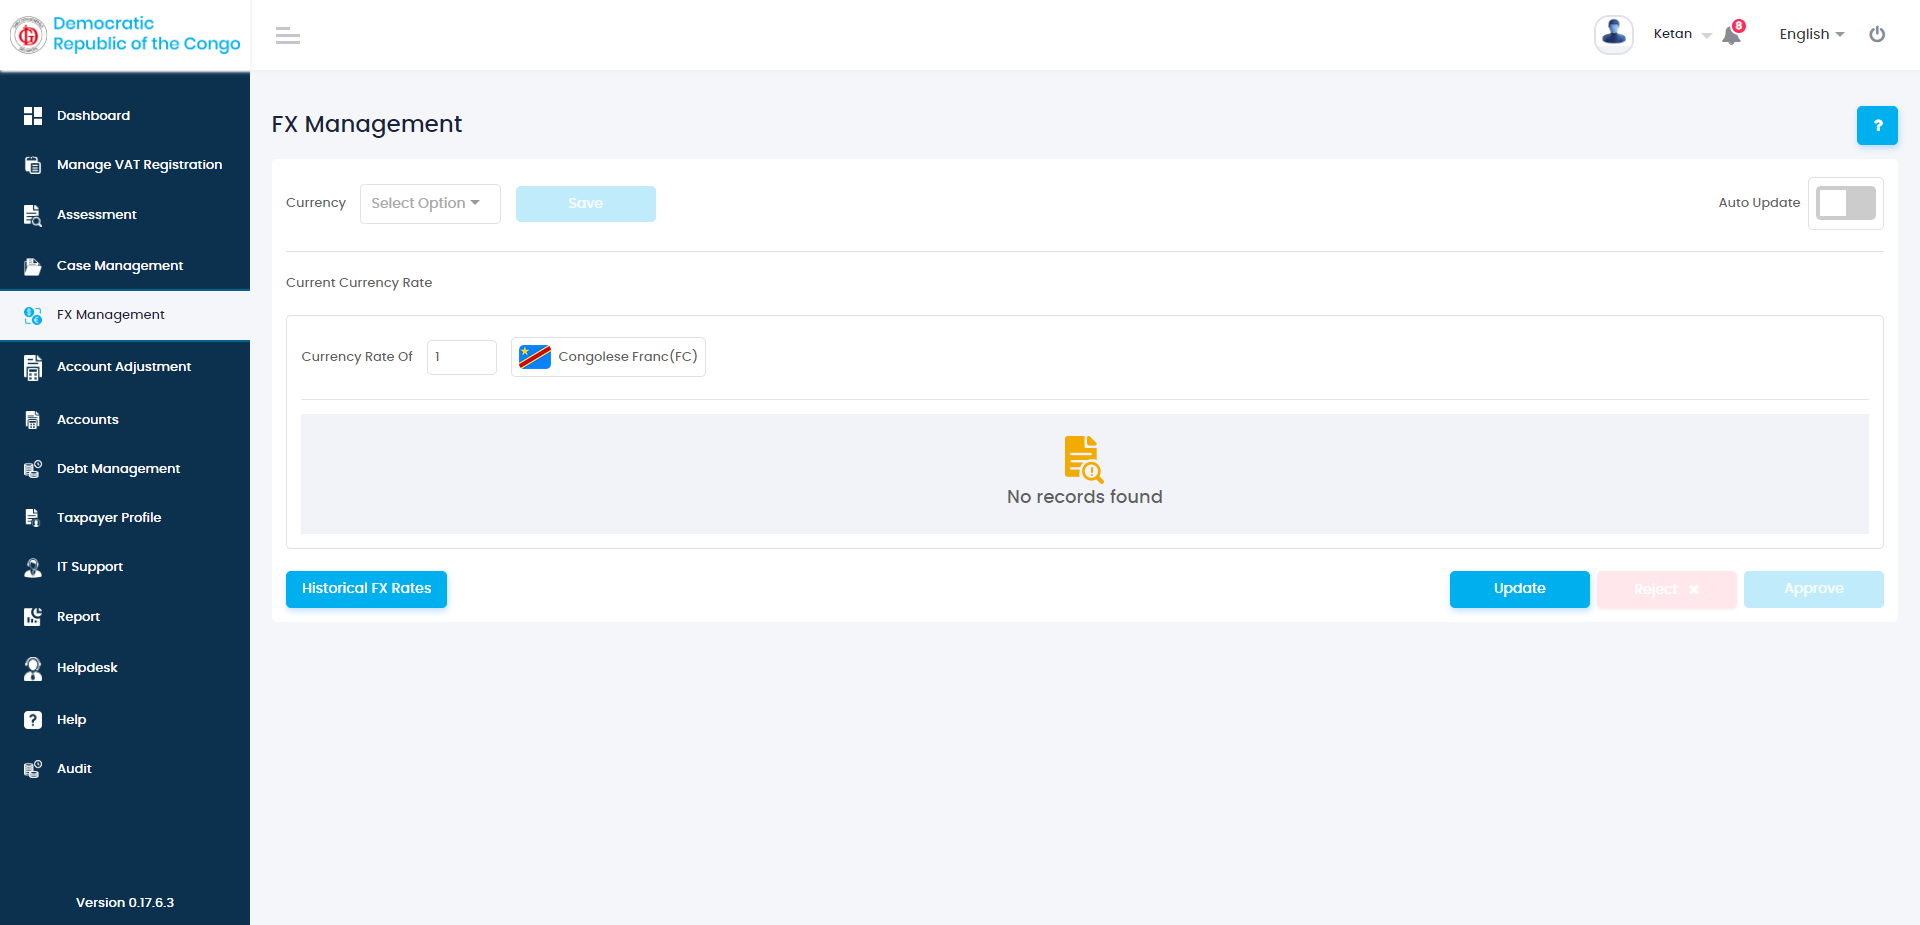 Democratic
Republic of the Congo
Ketan
8
English
Dashboard
Manage VAT Registration
Assessment
Case Management
FX Management
Account Adjustment
Accounts
Debt Management
Taxpayer Profile
IT Support
Report
Helpdesk
Help
Audit
Version 0.17.6.3
FX Management
?
Currency
Select Option
Save
Auto Update
Current Currency Rate
Currency Rate Of
1
Congolese Franc(FC)
No records found
Historical FX Rates
Update
Reject ✖
Approve